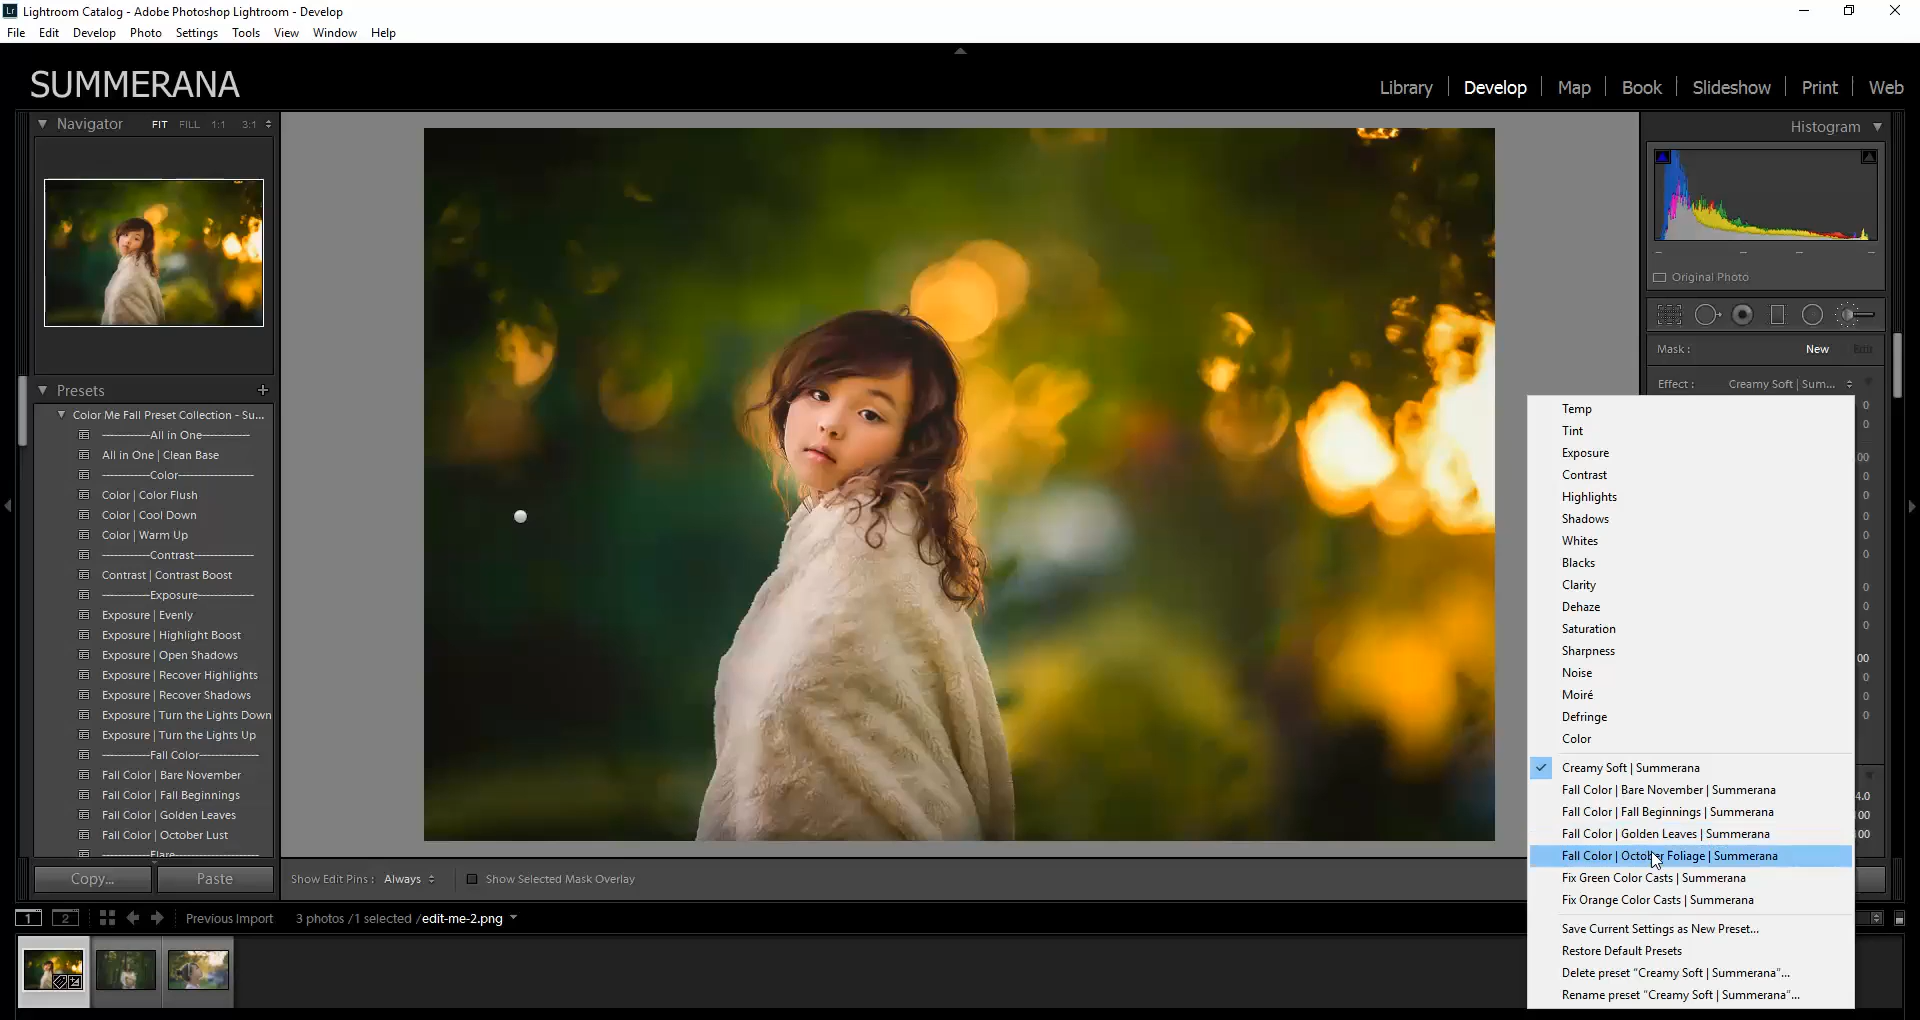 Lightroom Catalog - Adobe Photoshop Lightroom - Develop
File Edit Develop Photo Settings Tools View Window Help
SUMMERANA
Library | Develop | Map | Book | Slideshow | Print | Web
Navigator FIT FILL 1:1 3:1
Histogram
Original Photo
Mask : New Edit
Effect : Creamy Soft | Sum...
Presets +
Color Me Fall Preset Collection - Su...
------------All in One------------
All in One | Clean Base
------------Color------------
Color | Color Flush
Color | Cool Down
Color | Warm Up
------------Contrast------------
Contrast | Contrast Boost
------------Exposure------------
Exposure | Evenly
Exposure | Highlight Boost
Exposure | Open Shadows
Exposure | Recover Highlights
Exposure | Recover Shadows
Exposure | Turn the Lights Down
Exposure | Turn the Lights Up
------------Fall Color------------
Fall Color | Bare November
Fall Color | Fall Beginnings
Fall Color | Golden Leaves
Fall Color | October Lust
------------Flare------------
Temp
Tint
Exposure
Contrast
Highlights
Shadows
Whites
Blacks
Clarity
Dehaze
Saturation
Sharpness
Noise
Moiré
Defringe
Color
Creamy Soft | Summerana
Fall Color | Bare November | Summerana
Fall Color | Fall Beginnings | Summerana
Fall Color | Golden Leaves | Summerana
Fall Color | October Foliage | Summerana
Fix Green Color Casts | Summerana
Fix Orange Color Casts | Summerana
Save Current Settings as New Preset...
Restore Default Presets
Delete preset “Creamy Soft | Summerana”...
Rename preset “Creamy Soft | Summerana”...
Copy... Paste
Show Edit Pins : Always Show Selected Mask Overlay
1 2 Previous Import 3 photos /1 selected /edit-me-2.png